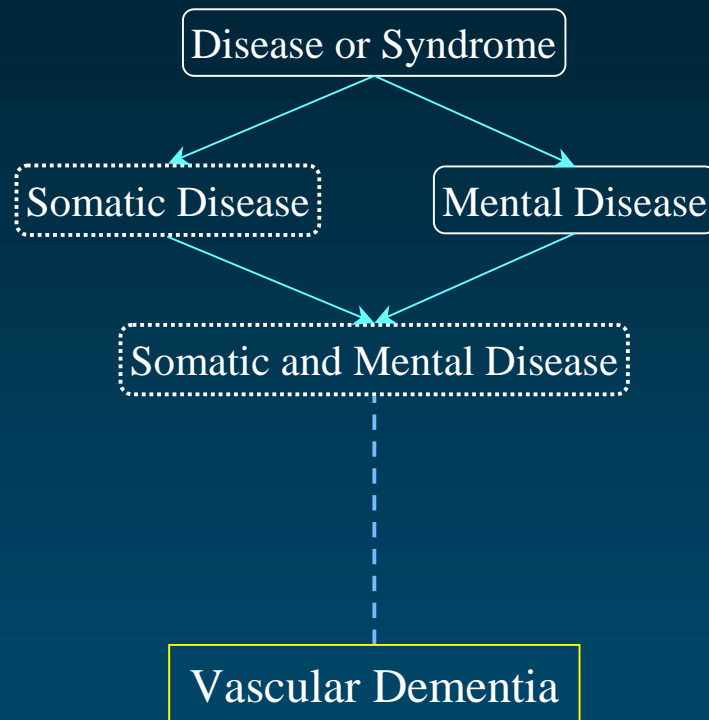 Disease or Syndrome
Somatic Disease
Mental Disease
Somatic and Mental Disease
Vascular Dementia